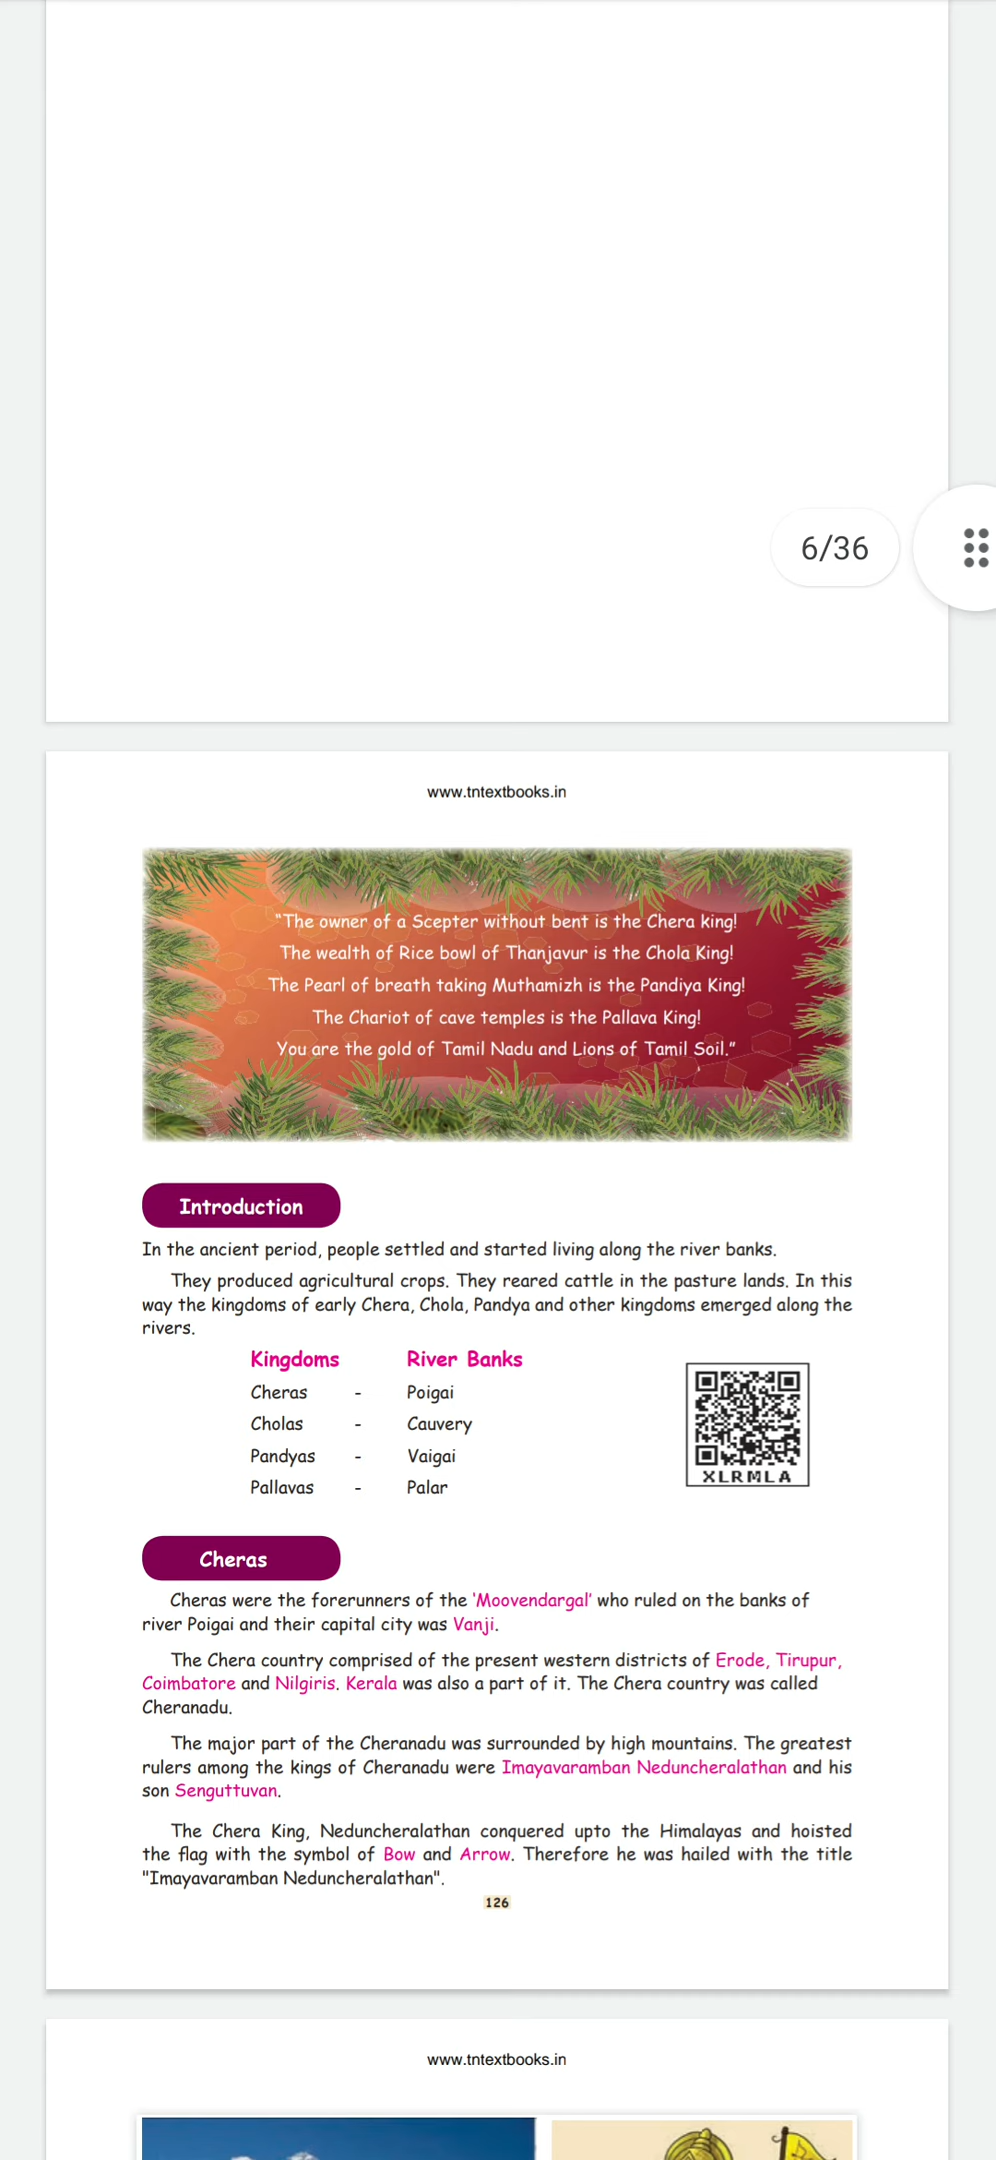 6/36
www.tntextbooks.in
"The owner of a Scepter without bent is the Chera king!
The wealth of Rice bowl of Thanjavur is the Chola King!
The Pearl of breath taking Muthamizh is the Pandiya King!
The Chariot of cave temples is the Pallava King!
You are the gold of Tamil Nadu and Lions of Tamil Soil."
Introduction
In the ancient period, people settled and started living along the river banks.
They produced agricultural crops. They reared cattle in the pasture lands. In this
way the kingdoms of early Chera, Chola, Pandya and other kingdoms emerged along the
rivers.
Kingdoms River Banks
Cheras - Poigai
Cholas - Cauvery
Pandyas - Vaigai
Pallavas - Palar
XLRMLA
Cheras
Cheras were the forerunners of the 'Moovendargal' who ruled on the banks of
river Poigai and their capital city was Vanji.
The Chera country comprised of the present western districts of Erode, Tirupur,
Coimbatore and Nilgiris. Kerala was also a part of it. The Chera country was called
Cheranadu.
The major part of the Cheranadu was surrounded by high mountains. The greatest
rulers among the kings of Cheranadu were Imayavaramban Neduncheralathan and his
son Senguttuvan.
The Chera King, Neduncheralathan conquered upto the Himalayas and hoisted
the flag with the symbol of Bow and Arrow. Therefore he was hailed with the title
"Imayavaramban Neduncheralathan".
126
www.tntextbooks.in